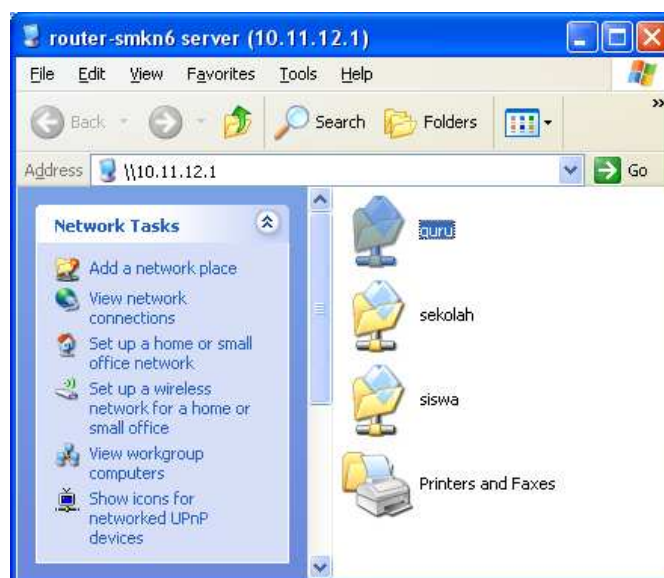 router-smkn6 server (10.11.12.1)
File Edit View Favorites Tools Help
Back Search Folders »
Address \\10.11.12.1 Go
Network Tasks
Add a network place
View network
connections
Set up a home or small
office network
Set up a wireless
network for a home or
small office
View workgroup
computers
Show icons for
networked UPnP
devices
guru
sekolah
siswa
Printers and Faxes